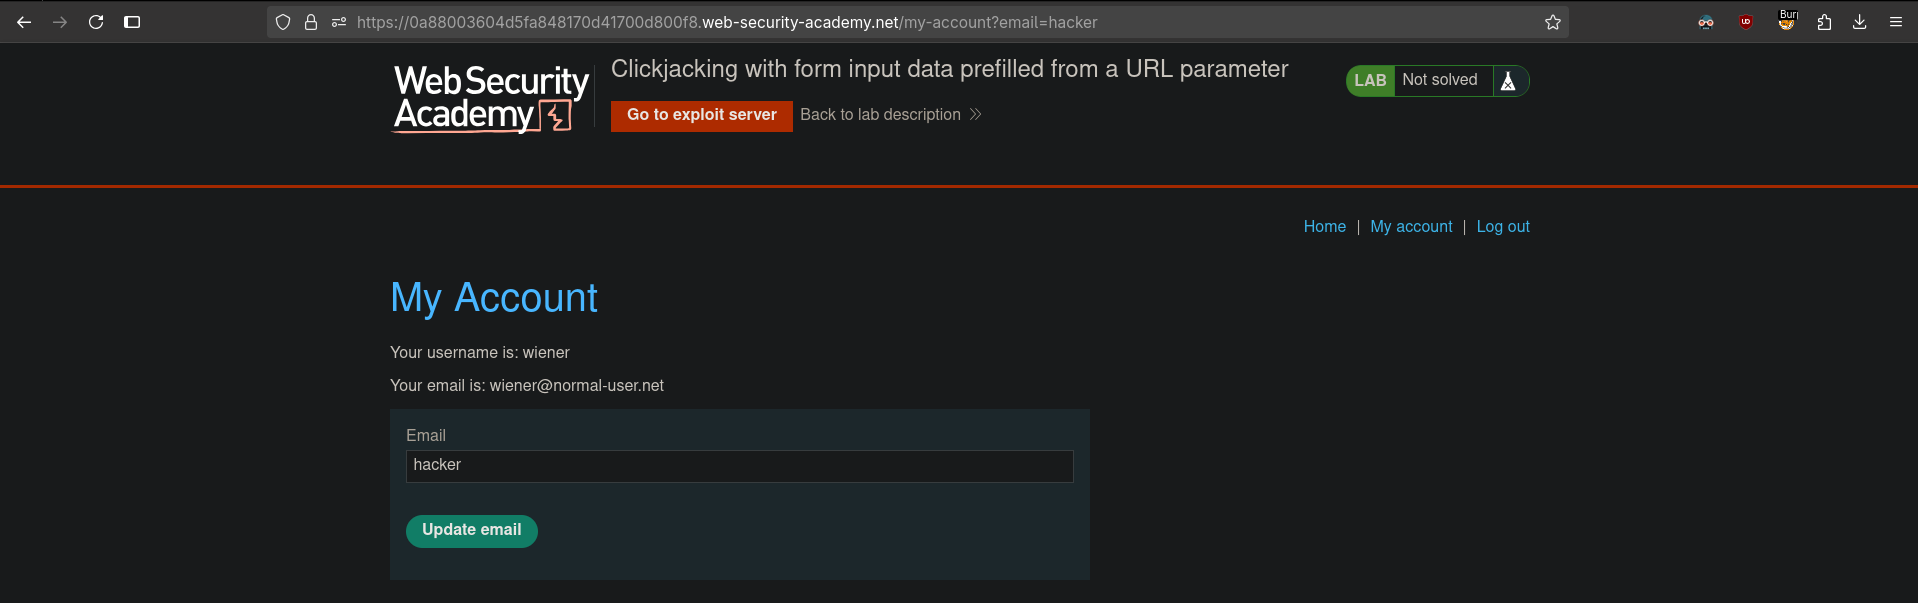 https://0a88003604d5fa848170d41700d800f8.web-security-academy.net/my-account?email=hacker
UD
Burp
WebSecurity
Academy
Clickjacking with form input data prefilled from a URL parameter
Go to exploit server
Back to lab description
LAB
Not solved
Home | My account | Log out
My Account
Your username is: wiener
Your email is: wiener@normal-user.net
Email
hacker
Update email